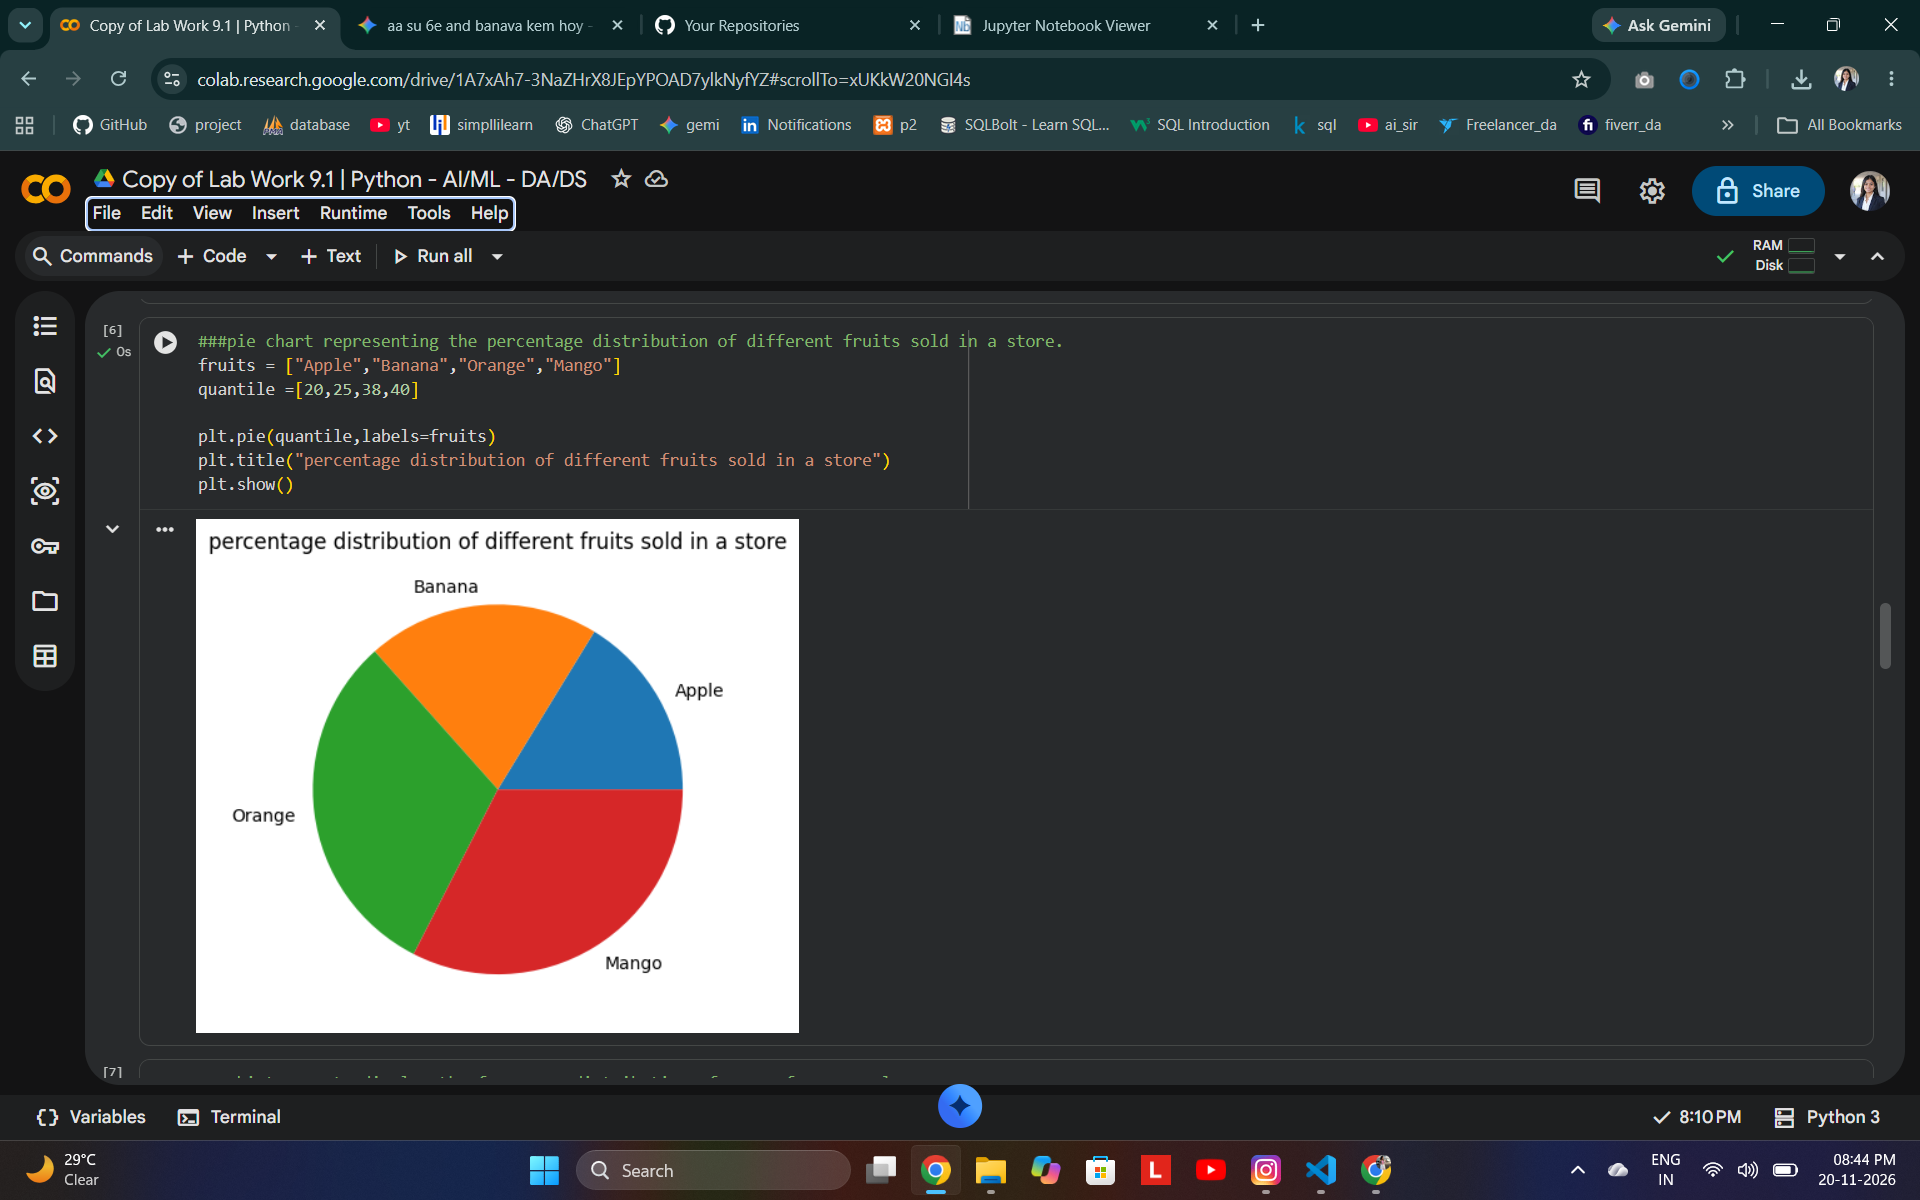 Copy of Lab Work 9.1 | Python -
aa su 6e and banava kem hoy -
Your Repositories
Jupyter Notebook Viewer
Ask Gemini
colab.research.google.com/drive/1A7xAh7-3NaZHrX8JEpYPOAD7ylkNyfYZ#scrollTo=xUKkW20NGI4s
GitHub
project
database
yt
simpllilearn
ChatGPT
gemi
Notifications
p2
SQLBolt - Learn SQL...
SQL Introduction
sql
ai_sir
Freelancer_da
fiverr_da
All Bookmarks
Copy of Lab Work 9.1 | Python - AI/ML - DA/DS
File Edit View Insert Runtime Tools Help
Share
Commands + Code + Text Run all
RAM
Disk
[6]
0s
###pie chart representing the percentage distribution of different fruits sold in a store.
fruits = ["Apple","Banana","Orange","Mango"]
quantile =[20,25,38,40]
plt.pie(quantile,labels=fruits)
plt.title("percentage distribution of different fruits sold in a store")
plt.show()
percentage distribution of different fruits sold in a store
Banana
Apple
Orange
Mango
[7]
Variables
Terminal
8:10 PM
Python 3
29°C
Clear
Search
ENG
IN
08:44 PM
20-11-2026